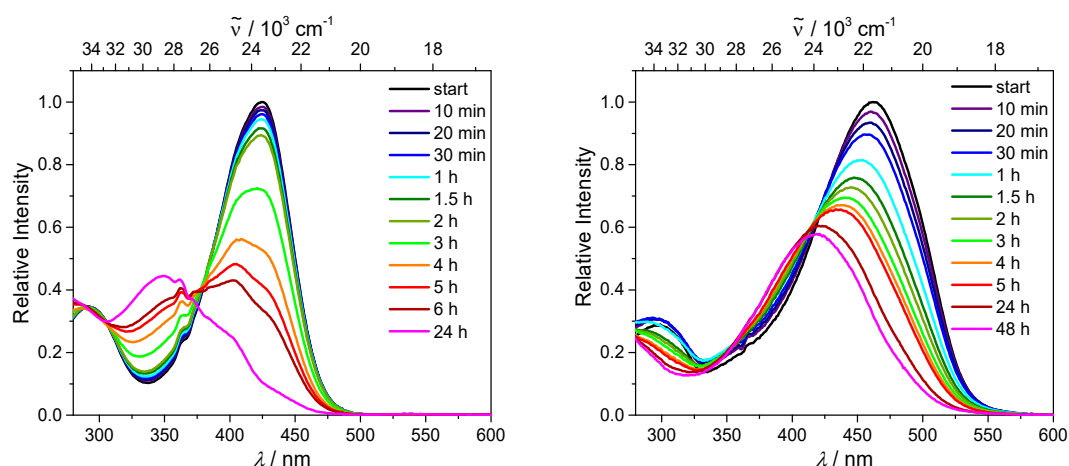 ν̃ / 10³ cm⁻¹
34 32 30 28 26 24 22 20 18
1.0
0.8
0.6
0.4
0.2
0.0
Relative Intensity
start
10 min
20 min
30 min
1 h
1.5 h
2 h
3 h
4 h
5 h
6 h
24 h
300 350 400 450 500 550 600
λ / nm
ν̃ / 10³ cm⁻¹
34 32 30 28 26 24 22 20 18
1.0
0.8
0.6
0.4
0.2
0.0
Relative Intensity
start
10 min
20 min
30 min
1 h
1.5 h
2 h
3 h
4 h
5 h
24 h
48 h
300 350 400 450 500 550 600
λ / nm